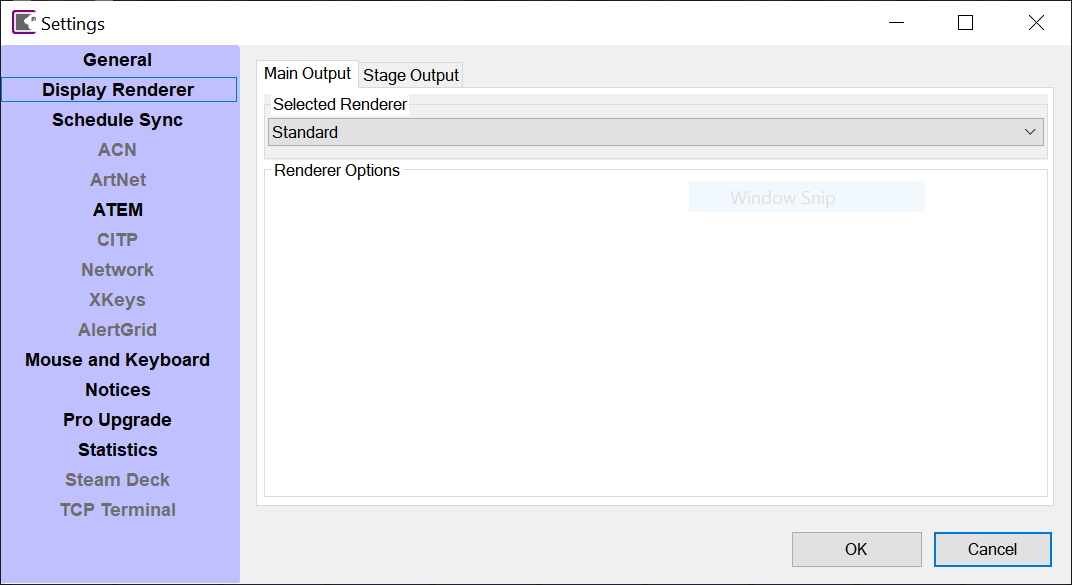 Settings
General
Display Renderer
Schedule Sync
ACN
ArtNet
ATEM
CITP
Network
XKeys
AlertGrid
Mouse and Keyboard
Notices
Pro Upgrade
Statistics
Steam Deck
TCP Terminal
Main Output
Stage Output
Selected Renderer
Standard
Renderer Options
Window Snip
OK
Cancel